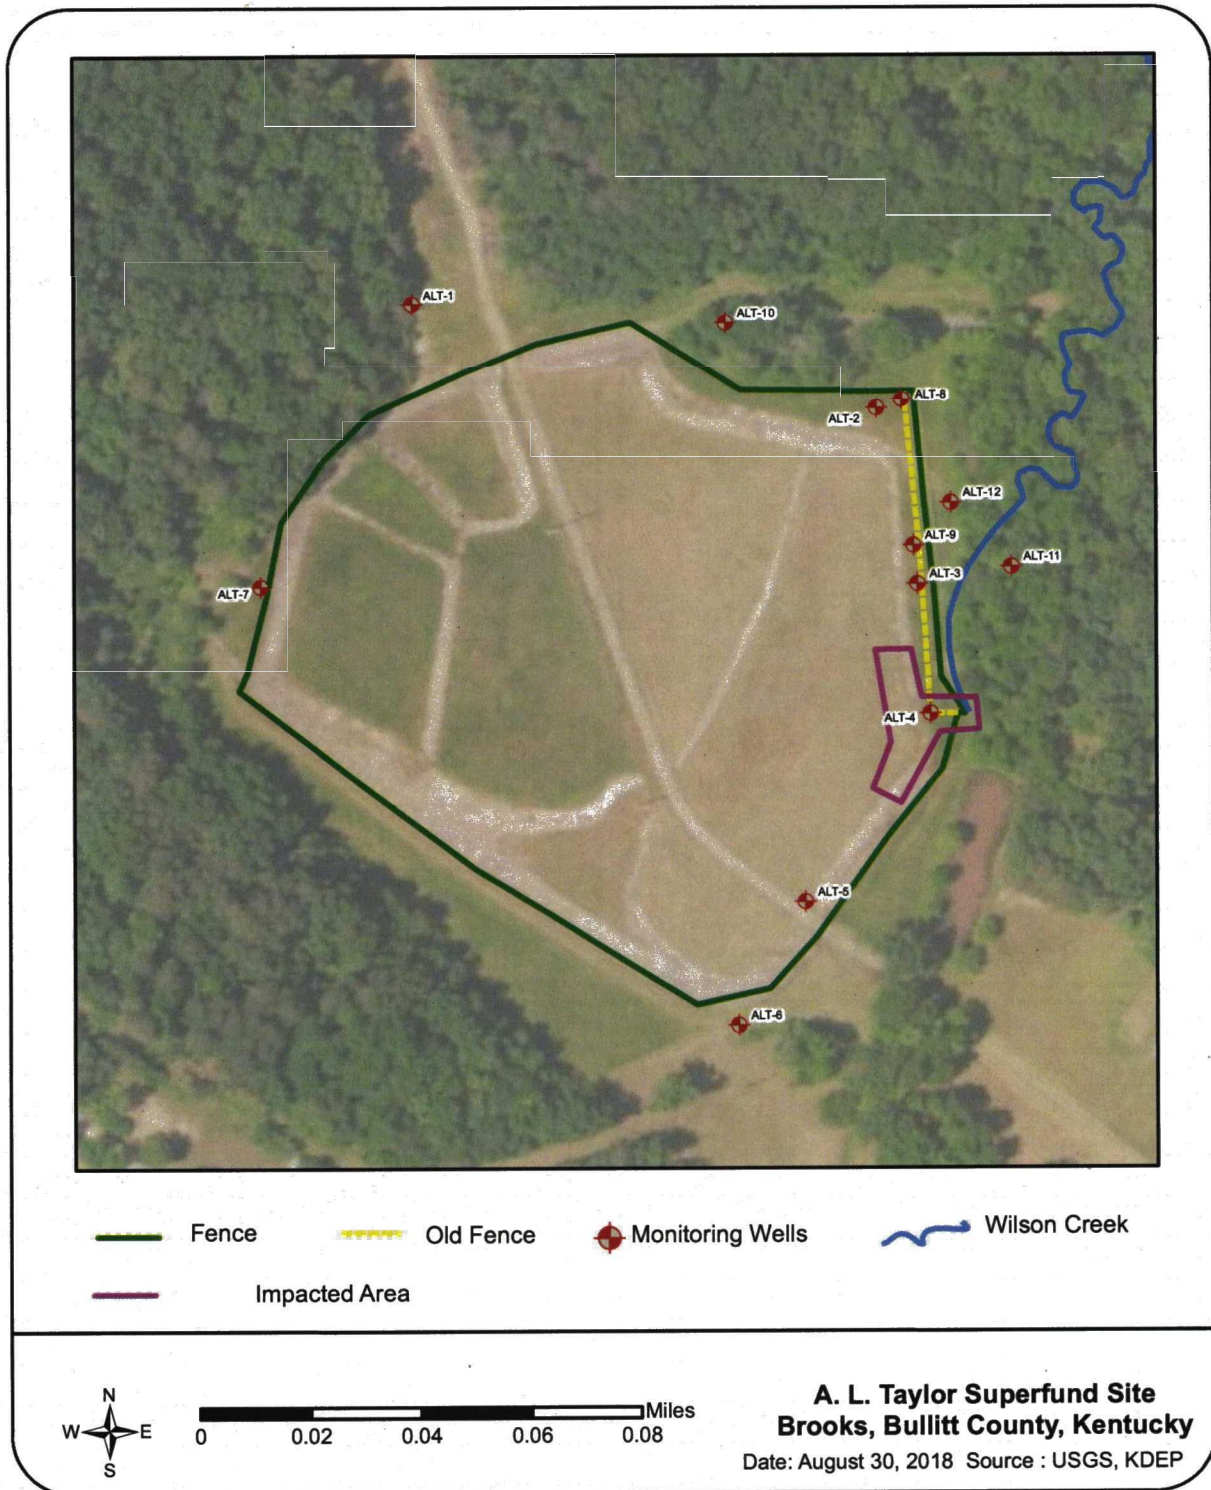 ALT-1
ALT-10
ALT-8
ALT-2
ALT-12
ALT-9
ALT-11
ALT-3
ALT-7
ALT-4
ALT-5
ALT-6
Fence
Old Fence
Monitoring Wells
Wilson Creek
Impacted Area
N
W E
S
Miles
0 0.02 0.04 0.06 0.08
A. L. Taylor Superfund Site
Brooks, Bullitt County, Kentucky
Date: August 30, 2018 Source : USGS, KDEP